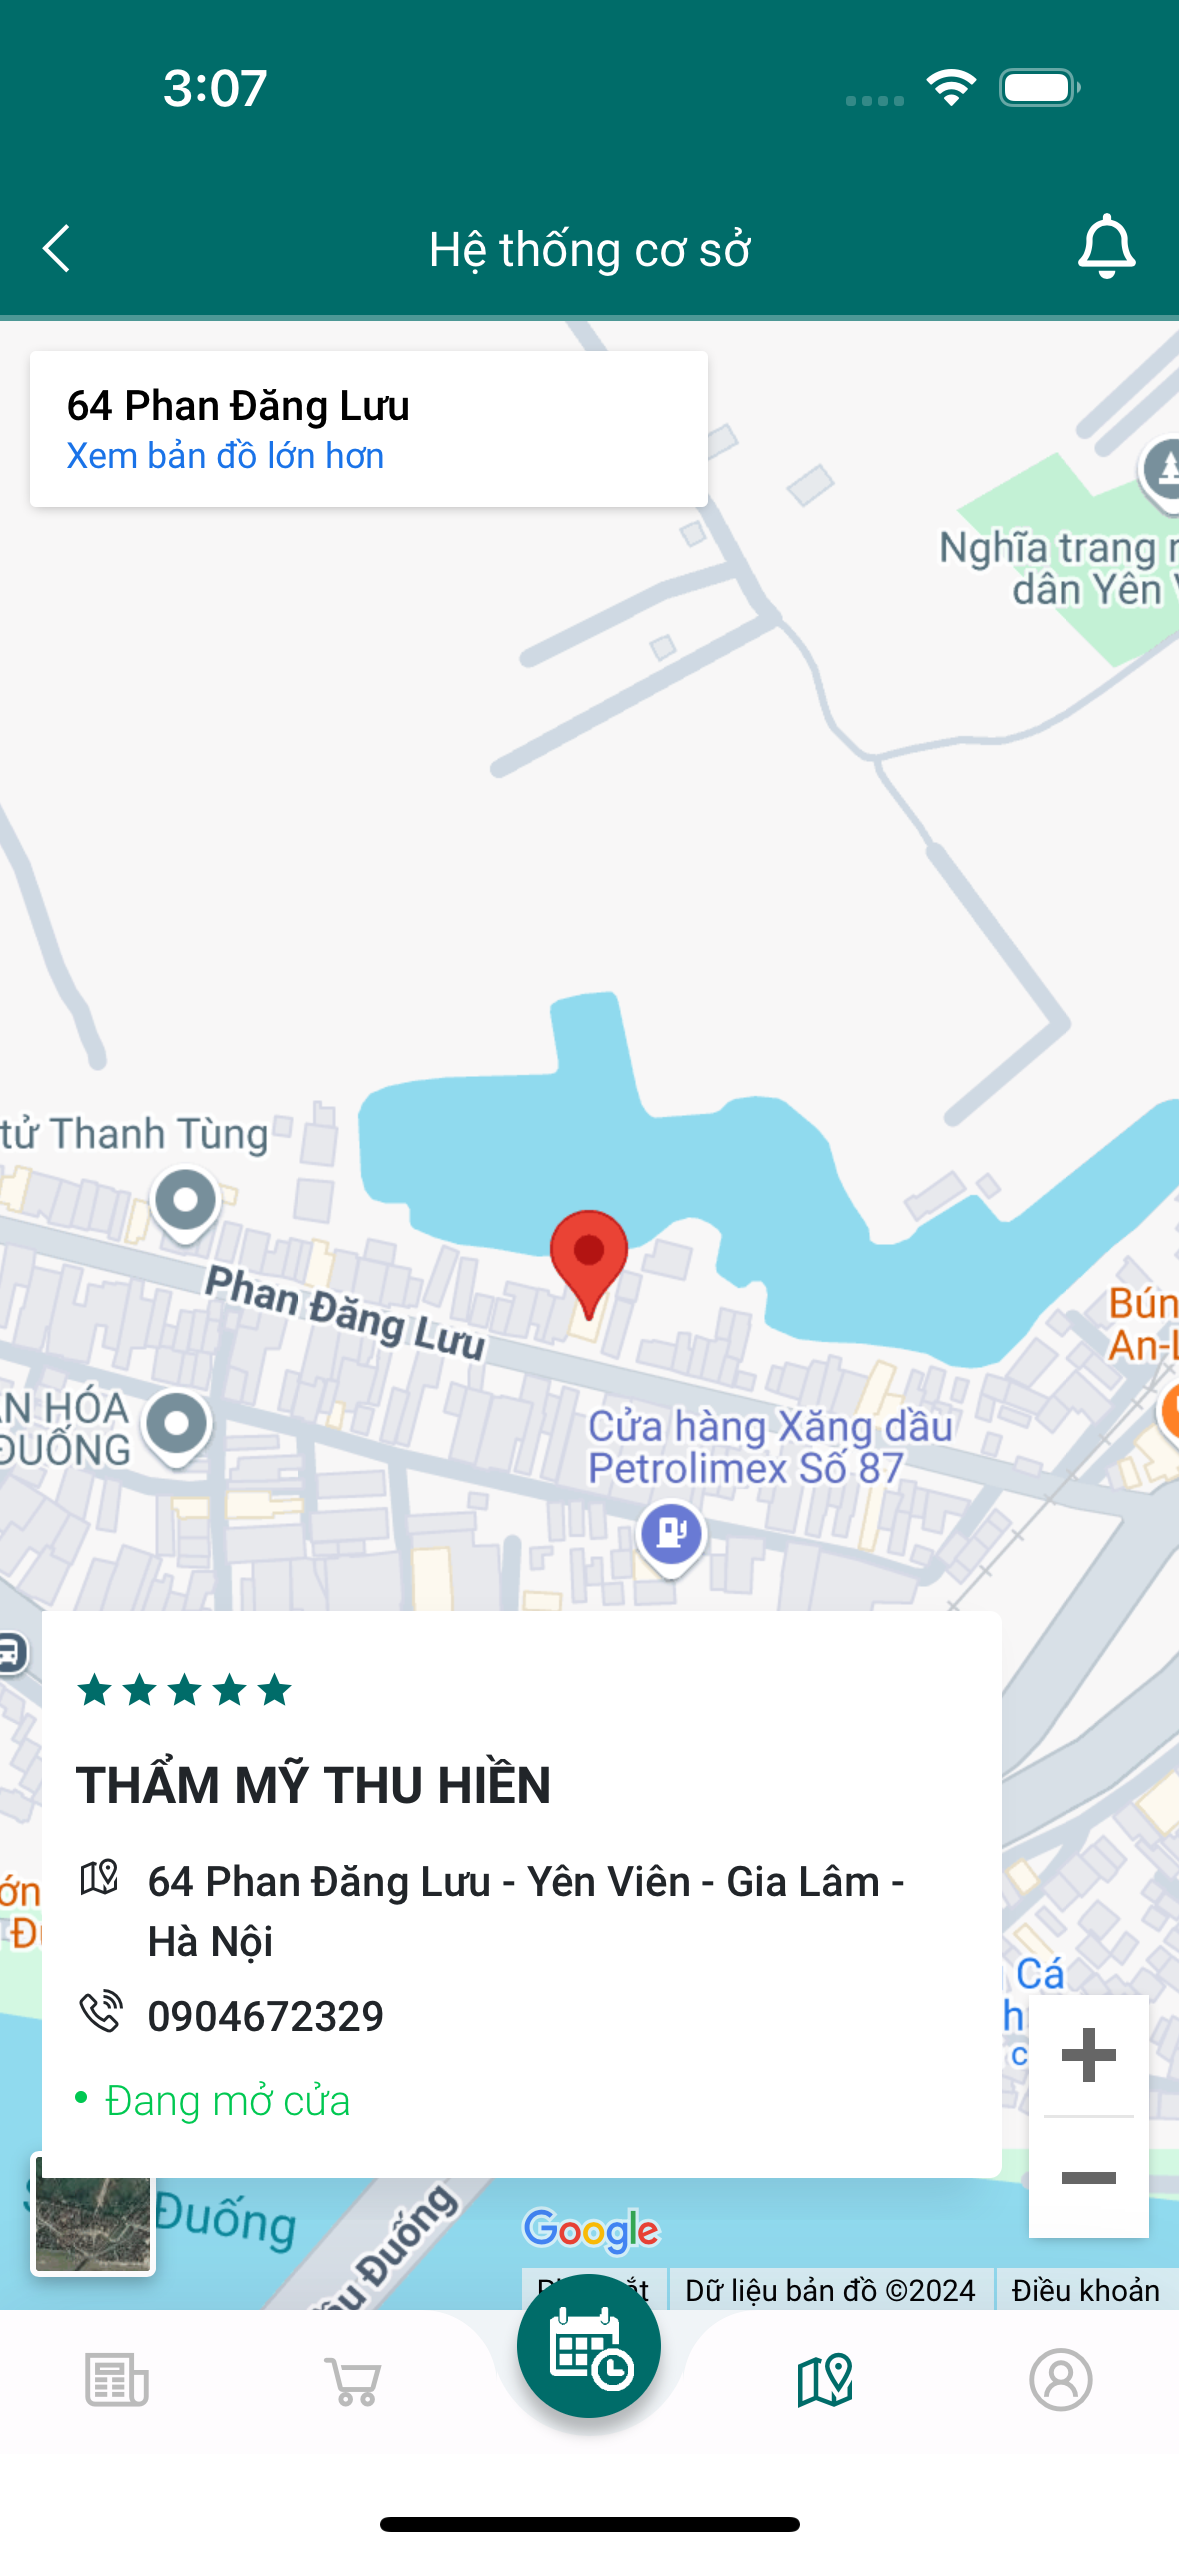 3:07
Hệ thống cơ sở
64 Phan Đăng Lưu
Xem bản đồ lớn hơn
Nghĩa trang
dân Yên
tử Thanh Tùng
Phan Đăng Lưu
Bún
HÓA
ĐUỐNG
Cửa hàng Xăng dầu
Petrolimex Số 87
THẨM MỸ THU HIỀN
64 Phan Đăng Lưu - Yên Viên - Gia Lâm -
Hà Nội
0904672329
Đang mở cửa
Cá
Đuống
Đuống
Google
Dữ liệu bản đồ ©2024
Điều khoản